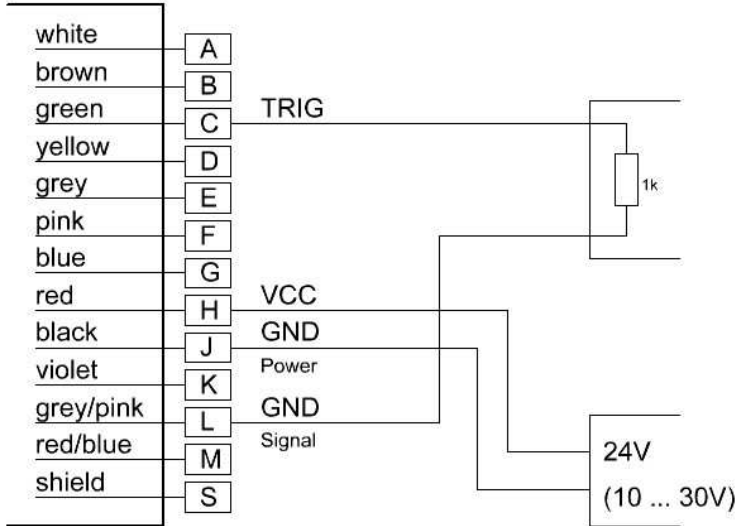 white A
brown B
green C TRIG
yellow D
grey E
1k
pink F
blue G
red H VCC
black J GND
Power
violet K
grey/pink L GND
Signal
red/blue M
24V
shield S
(10 ... 30V)